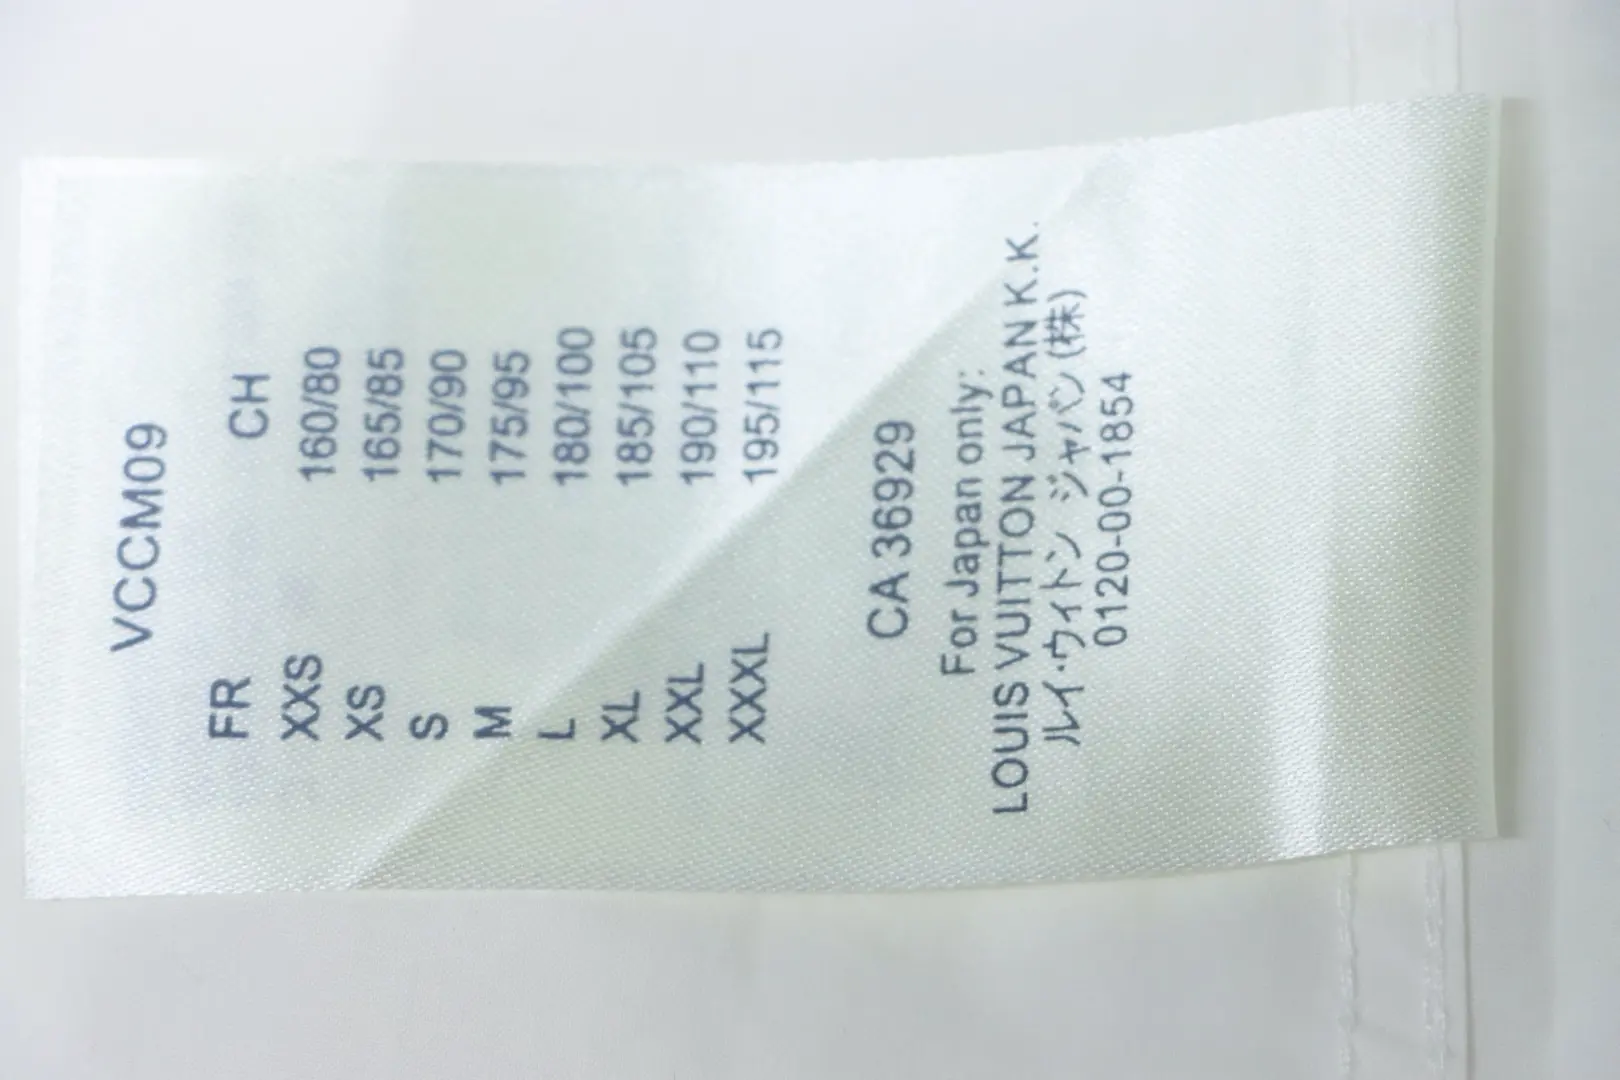 VCCM09
FR CH
XXS 160/80
XS 165/85
S 170/90
M 175/95
L 180/100
XL 185/105
XXL 190/110
XXXL 195/115
CA 36929
For Japan only:
LOUIS VUITTON JAPAN K.K.
ルイ・ウィトン ジャパン (株)
0120-00-1854